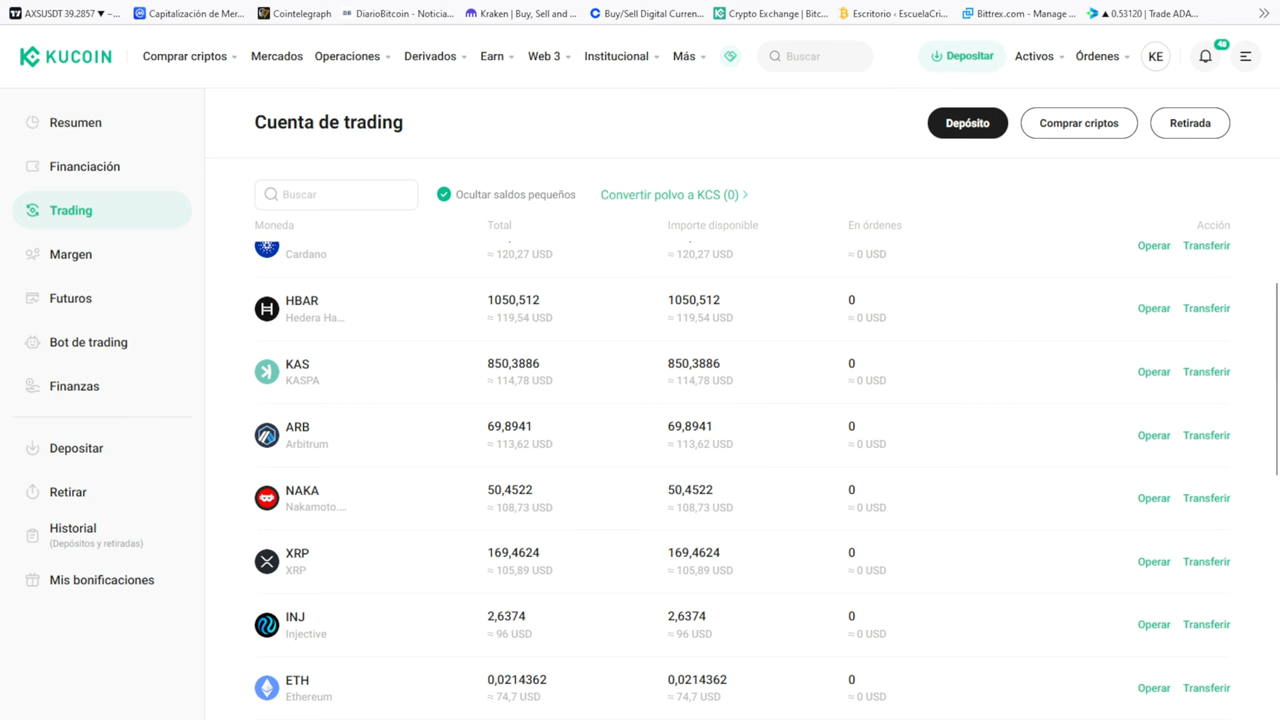 AXSUSDT 39.2857 ▼ –... Capitalización de Mer... Cointelegraph DiarioBitcoin - Noticia... Kraken | Buy, Sell and ... Buy/Sell Digital Curren... Crypto Exchange | Bitc... Escritorio ‹ EscuelaCri... Bittrex.com - Manage ... ▲ 0.53120 | Trade ADA...
KUCOIN Comprar criptos Mercados Operaciones Derivados Earn Web 3 Institucional Más Buscar Depositar Activos Órdenes KE 40
Resumen
Financiación
Trading
Margen
Futuros
Bot de trading
Finanzas
Depositar
Retirar
Historial
(Depósitos y retiradas)
Mis bonificaciones
Cuenta de trading Depósito Comprar criptos Retirada
Buscar Ocultar saldos pequeños Convertir polvo a KCS (0)
Moneda Total Importe disponible En órdenes Acción
Operar Transferir
Cardano ≈ 120,27 USD ≈ 120,27 USD ≈ 0 USD
HBAR 1050,512 1050,512 0 Operar Transferir
Hedera Ha... ≈ 119,54 USD ≈ 119,54 USD ≈ 0 USD
KAS 850,3886 850,3886 0 Operar Transferir
KASPA ≈ 114,78 USD ≈ 114,78 USD ≈ 0 USD
ARB 69,8941 69,8941 0 Operar Transferir
Arbitrum ≈ 113,62 USD ≈ 113,62 USD ≈ 0 USD
NAKA 50,4522 50,4522 0 Operar Transferir
Nakamoto.... ≈ 108,73 USD ≈ 108,73 USD ≈ 0 USD
XRP 169,4624 169,4624 0 Operar Transferir
XRP ≈ 105,89 USD ≈ 105,89 USD ≈ 0 USD
INJ 2,6374 2,6374 0 Operar Transferir
Injective ≈ 96 USD ≈ 96 USD ≈ 0 USD
ETH 0,0214362 0,0214362 0 Operar Transferir
Ethereum ≈ 74,7 USD ≈ 74,7 USD ≈ 0 USD